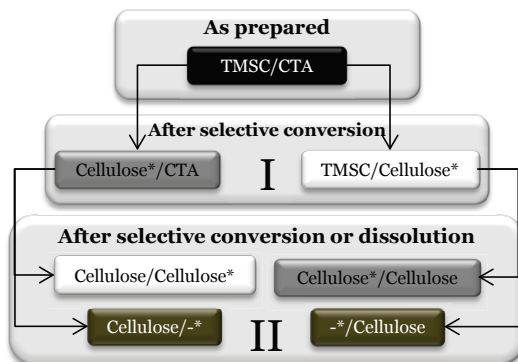 As prepared
TMSC/CTA
After selective conversion
Cellulose*/CTA
I
TMSC/Cellulose*
After selective conversion or dissolution
Cellulose/Cellulose*
Cellulose*/Cellulose
Cellulose/-*
II
-*/Cellulose